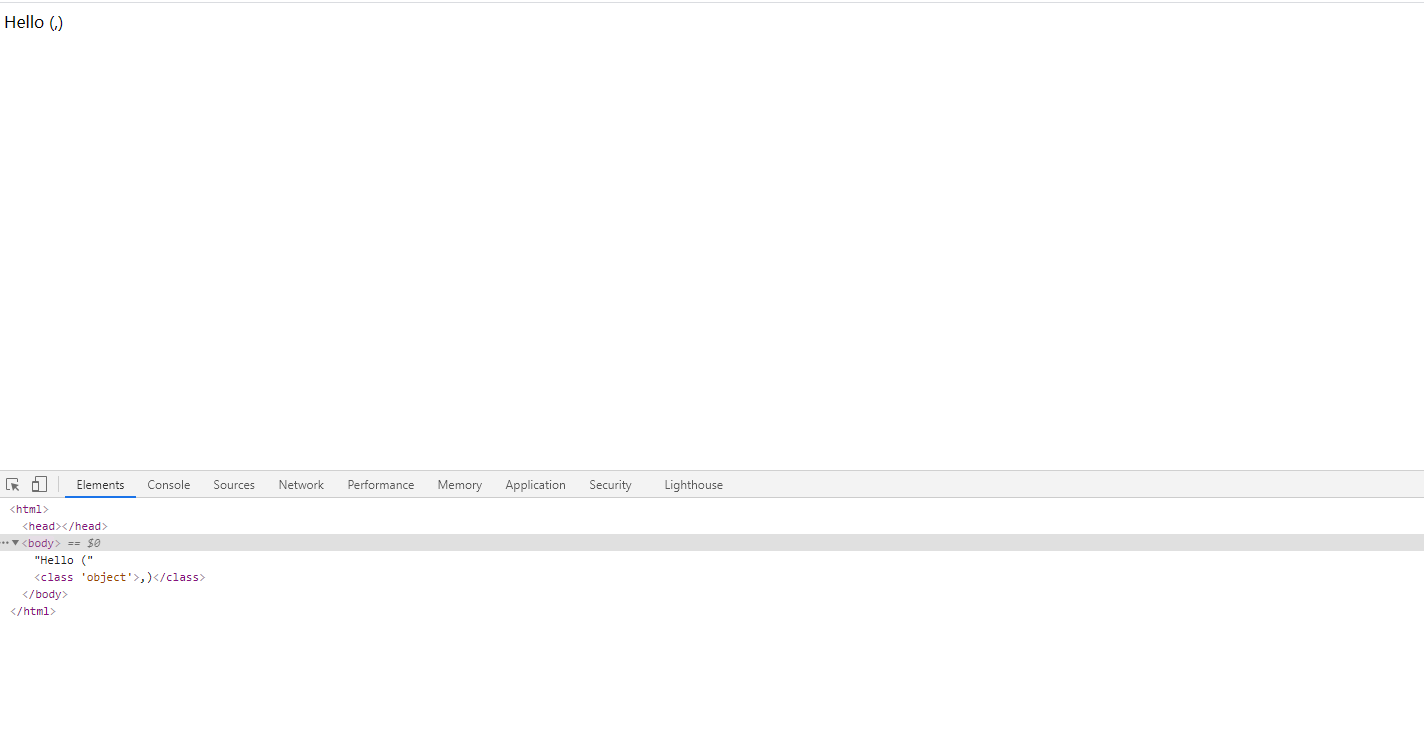 Hello (,)
Elements Console Sources Network Performance Memory Application Security Lighthouse
<html>
<head></head>
··· ▼<body> == $0
"Hello ("
<class 'object'>,)</class>
</body>
</html>